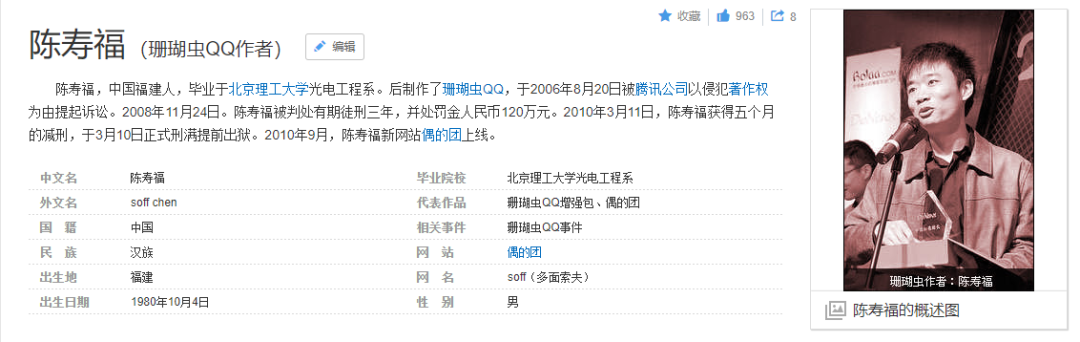 收藏 963 8
陈寿福（珊瑚虫QQ作者） 编辑
陈寿福，中国福建人，毕业于北京理工大学光电工程系。后制作了珊瑚虫QQ，于2006年8月20日被腾讯公司以侵犯著作权
为由提起诉讼。2008年11月24日。陈寿福被判处有期徒刑三年，并处罚金人民币120万元。2010年3月11日，陈寿福获得五个月
的减刑，于3月10日正式刑满提前出狱。2010年9月，陈寿福新网站偶的团上线。
中文名 陈寿福 毕业院校 北京理工大学光电工程系
外文名 soff chen 代表作品 珊瑚虫QQ增强包、偶的团
国 籍 中国 相关事件 珊瑚虫QQ事件
民 族 汉族 网 站 偶的团
出生地 福建 网 名 soff（多面索夫）
出生日期 1980年10月4日 性 别 男
珊瑚虫作者：陈寿福
陈寿福的概述图